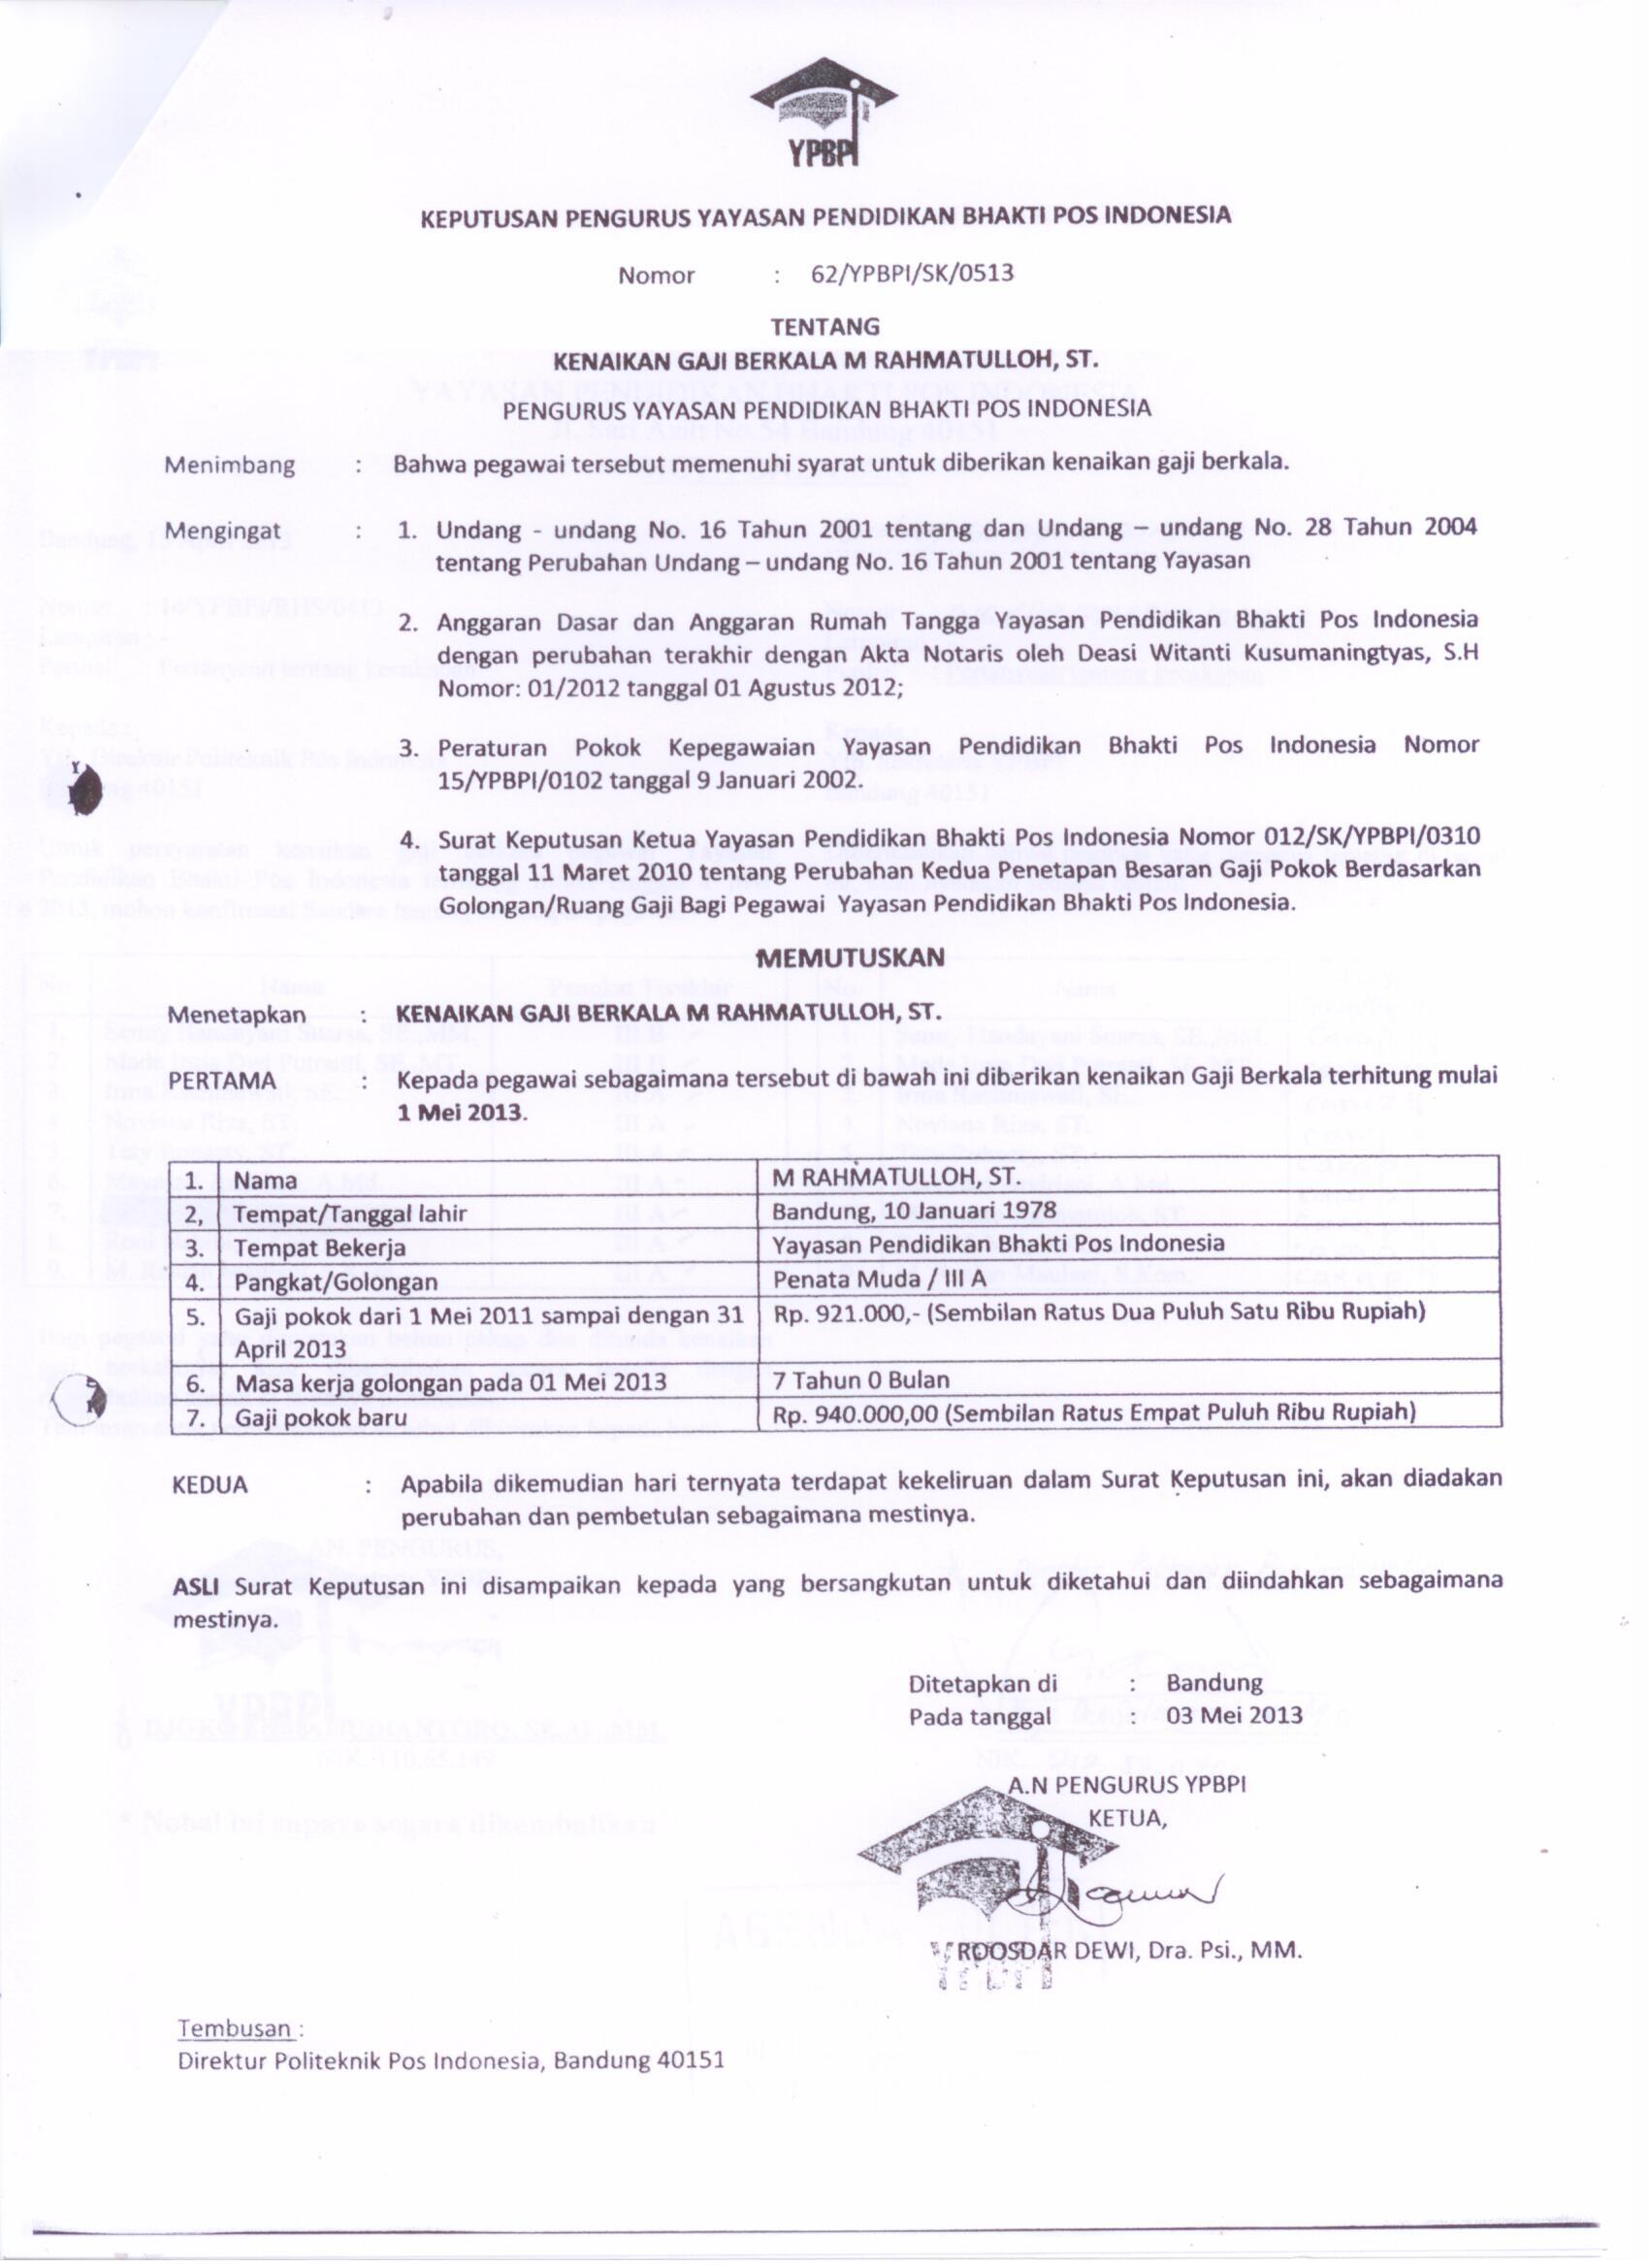 YPBPI
KEPUTUSAN PENGURUS YAYASAN PENDIDIKAN BHAKTI POS INDONESIA
Nomor : 62/YPBPI/SK/0513
TENTANG
KENAIKAN GAJI BERKALA M RAHMATULLOH, ST.
PENGURUS YAYASAN PENDIDIKAN BHAKTI POS INDONESIA
Menimbang : Bahwa pegawai tersebut memenuhi syarat untuk diberikan kenaikan gaji berkala.
Mengingat : 1. Undang - undang No. 16 Tahun 2001 tentang dan Undang – undang No. 28 Tahun 2004
tentang Perubahan Undang – undang No. 16 Tahun 2001 tentang Yayasan
2. Anggaran Dasar dan Anggaran Rumah Tangga Yayasan Pendidikan Bhakti Pos Indonesia
dengan perubahan terakhir dengan Akta Notaris oleh Deasi Witanti Kusumaningtyas, S.H
Nomor: 01/2012 tanggal 01 Agustus 2012;
3. Peraturan Pokok Kepegawaian Yayasan Pendidikan Bhakti Pos Indonesia Nomor
15/YPBPI/0102 tanggal 9 Januari 2002.
4. Surat Keputusan Ketua Yayasan Pendidikan Bhakti Pos Indonesia Nomor 012/SK/YPBPI/0310
tanggal 11 Maret 2010 tentang Perubahan Kedua Penetapan Besaran Gaji Pokok Berdasarkan
Golongan/Ruang Gaji Bagi Pegawai Yayasan Pendidikan Bhakti Pos Indonesia.
MEMUTUSKAN
Menetapkan : KENAIKAN GAJI BERKALA M RAHMATULLOH, ST.
PERTAMA : Kepada pegawai sebagaimana tersebut di bawah ini diberikan kenaikan Gaji Berkala terhitung mulai
1 Mei 2013.
1. Nama M RAHMATULLOH, ST.
2, Tempat/Tanggal lahir Bandung, 10 Januari 1978
3. Tempat Bekerja Yayasan Pendidikan Bhakti Pos Indonesia
4. Pangkat/Golongan Penata Muda / III A
5. Gaji pokok dari 1 Mei 2011 sampai dengan 31 Rp. 921.000,- (Sembilan Ratus Dua Puluh Satu Ribu Rupiah)
April 2013
6. Masa kerja golongan pada 01 Mei 2013 7 Tahun 0 Bulan
7. Gaji pokok baru Rp. 940.000,00 (Sembilan Ratus Empat Puluh Ribu Rupiah)
KEDUA : Apabila dikemudian hari ternyata terdapat kekeliruan dalam Surat Keputusan ini, akan diadakan
perubahan dan pembetulan sebagaimana mestinya.
ASLI Surat Keputusan ini disampaikan kepada yang bersangkutan untuk diketahui dan diindahkan sebagaimana
mestinya.
Ditetapkan di : Bandung
Pada tanggal : 03 Mei 2013
A.N PENGURUS YPBPI
KETUA,
ROOSDAR DEWI, Dra. Psi., MM.
YPBPI
Tembusan :
Direktur Politeknik Pos Indonesia, Bandung 40151